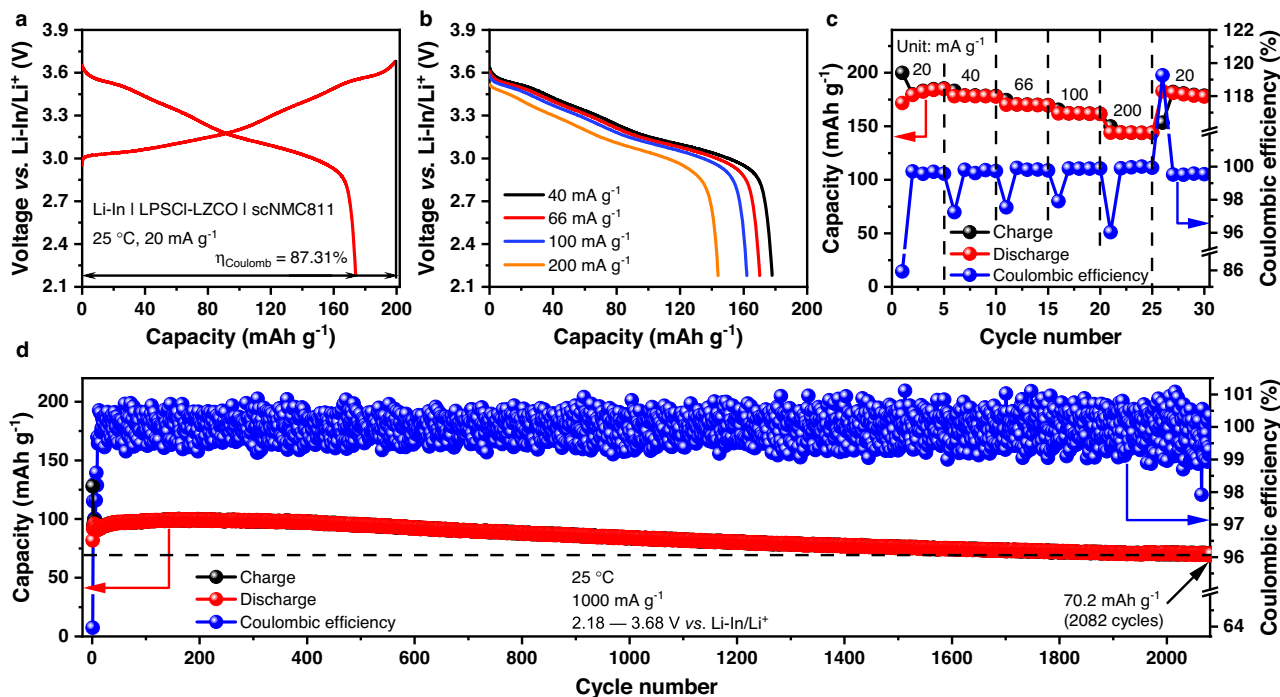 a
Voltage vs. Li-In/Li⁺ (V)
3.9
3.6
3.3
3.0
2.7
2.4
2.1
Li-In l LPSCl-LZCO l scNMC811
25 °C, 20 mA g⁻¹
η_Coulomb = 87.31%
0 40 80 120 160 200
Capacity (mAh g⁻¹)
b
Voltage vs. Li-In/Li⁺ (V)
3.9
3.6
3.3
3.0
2.7
2.4
2.1
40 mA g⁻¹
66 mA g⁻¹
100 mA g⁻¹
200 mA g⁻¹
0 40 80 120 160 200
Capacity (mAh g⁻¹)
c
Capacity (mAh g⁻¹)
200
150
100
50
0
Unit: mA g⁻¹
20 40 66 100 200 20
Charge
Discharge
Coulombic efficiency
122
120
118
100
98
96
86
Coulombic efficiency (%)
0 5 10 15 20 25 30
Cycle number
d
Capacity (mAh g⁻¹)
200
150
100
50
0
Charge
Discharge
Coulombic efficiency
25 °C
1000 mA g⁻¹
2.18 — 3.68 V vs. Li-In/Li⁺
70.2 mAh g⁻¹
(2082 cycles)
101
100
99
98
97
96
64
Coulombic efficiency (%)
0 200 400 600 800 1000 1200 1400 1600 1800 2000
Cycle number